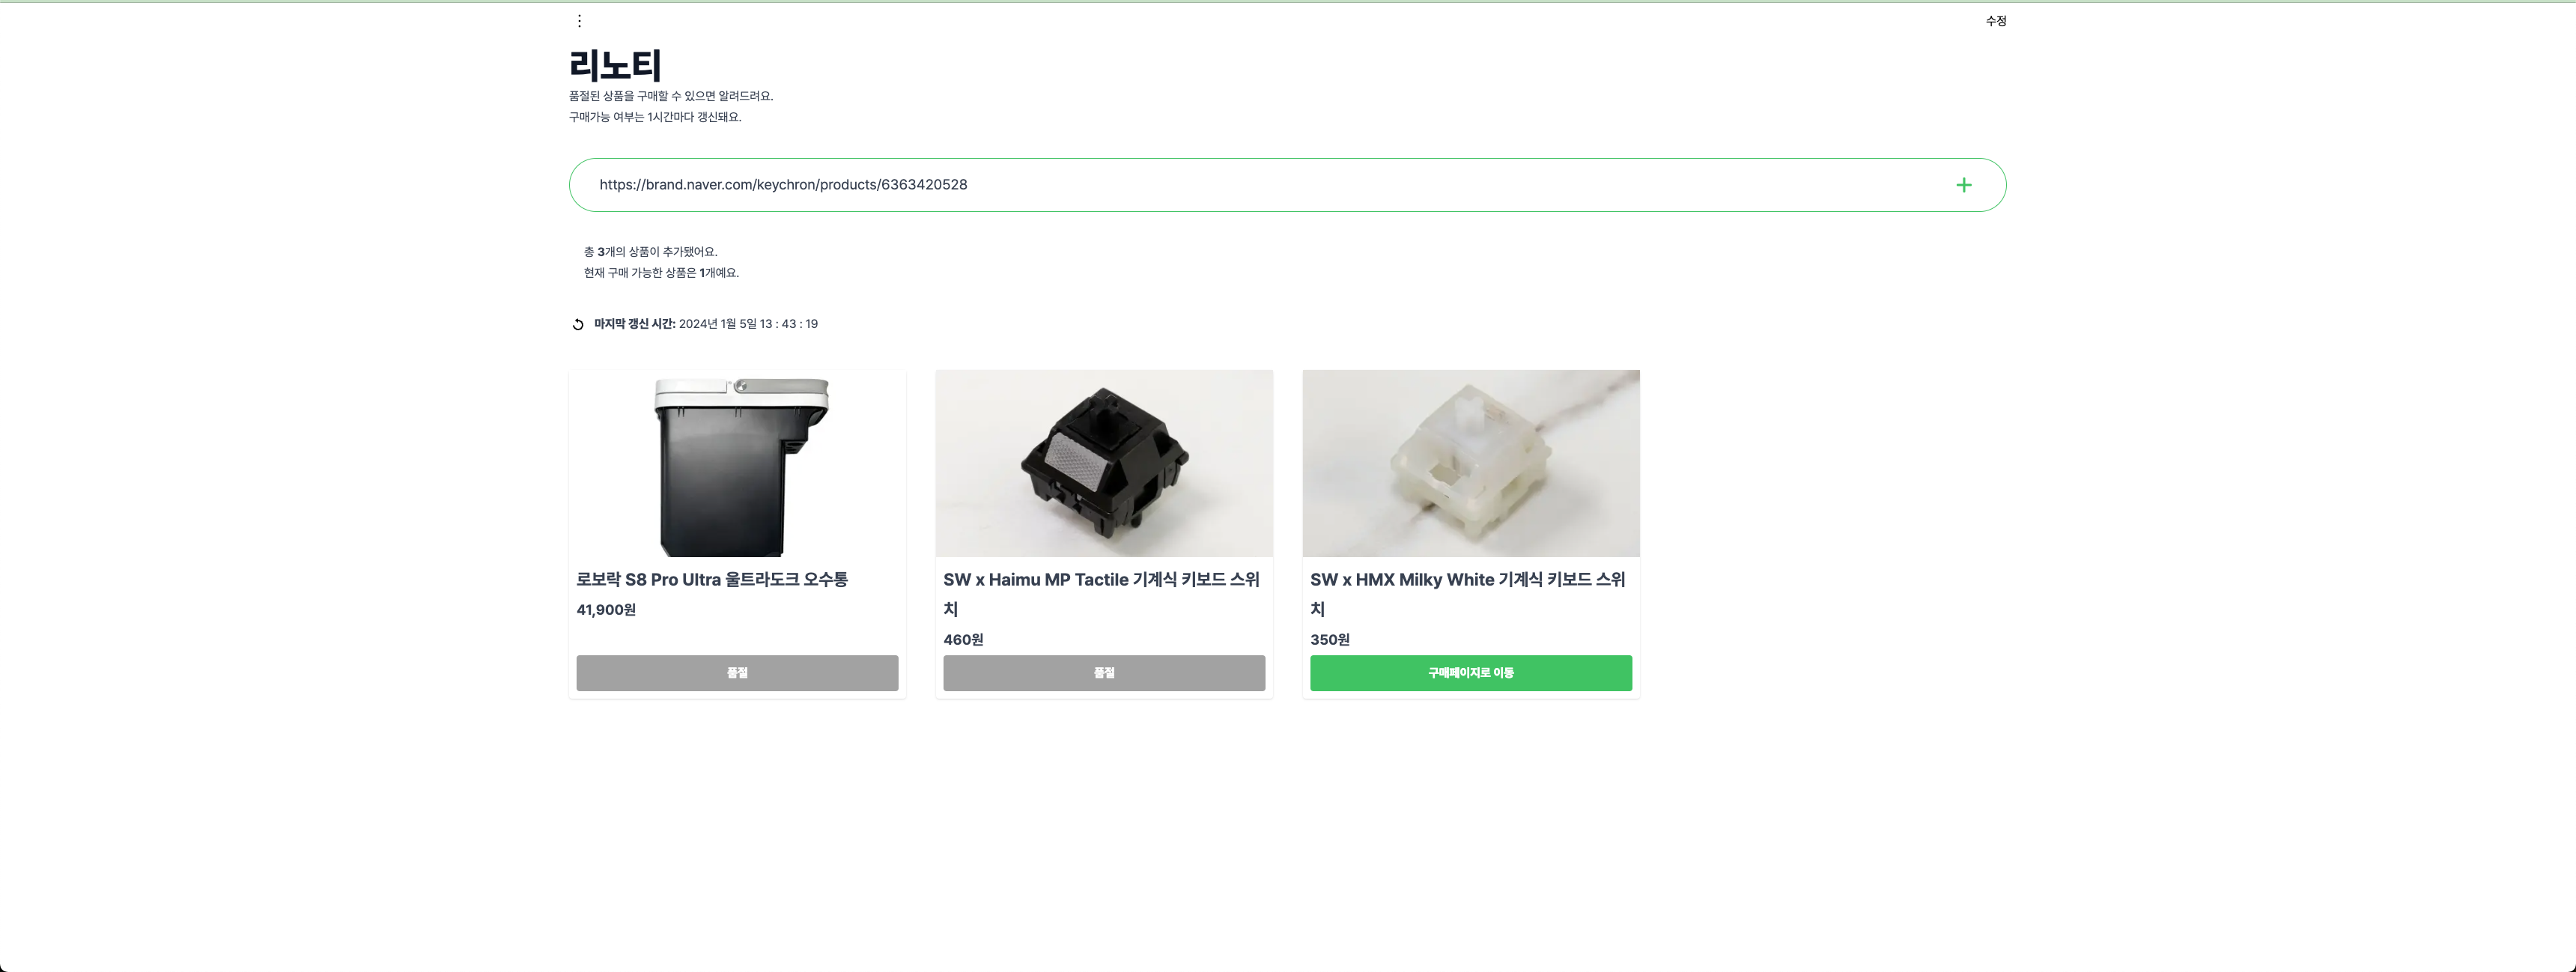 수정
리노티
품절된 상품을 구매할 수 있으면 알려드려요.
구매가능 여부는 1시간마다 갱신돼요.
https://brand.naver.com/keychron/products/6363420528
총 3개의 상품이 추가됐어요.
현재 구매 가능한 상품은 1개예요.
마지막 갱신 시간: 2024년 1월 5일 13 : 43 : 19
로보락 S8 Pro Ultra 울트라도크 오수통
41,900원
품절
SW x Haimu MP Tactile 기계식 키보드 스위
치
460원
품절
SW x HMX Milky White 기계식 키보드 스위
치
350원
구매페이지로 이동